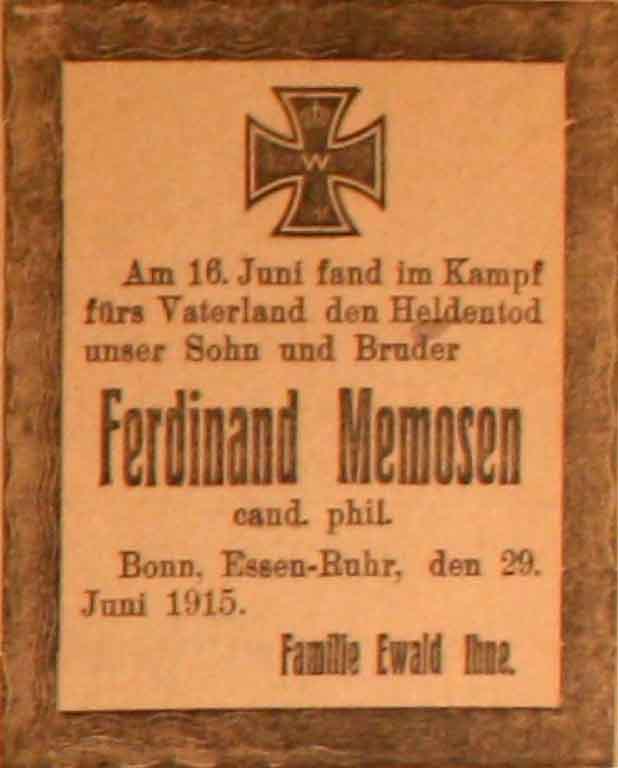 W
Am 16. Juni fand im Kampf
fürs Vaterland den Heldentod
unser Sohn und Bruder
Ferdinand Memosen
cand. phil.
Bonn, Essen-Ruhr, den 29.
Juni 1915.
Familie Ewald Ihne.